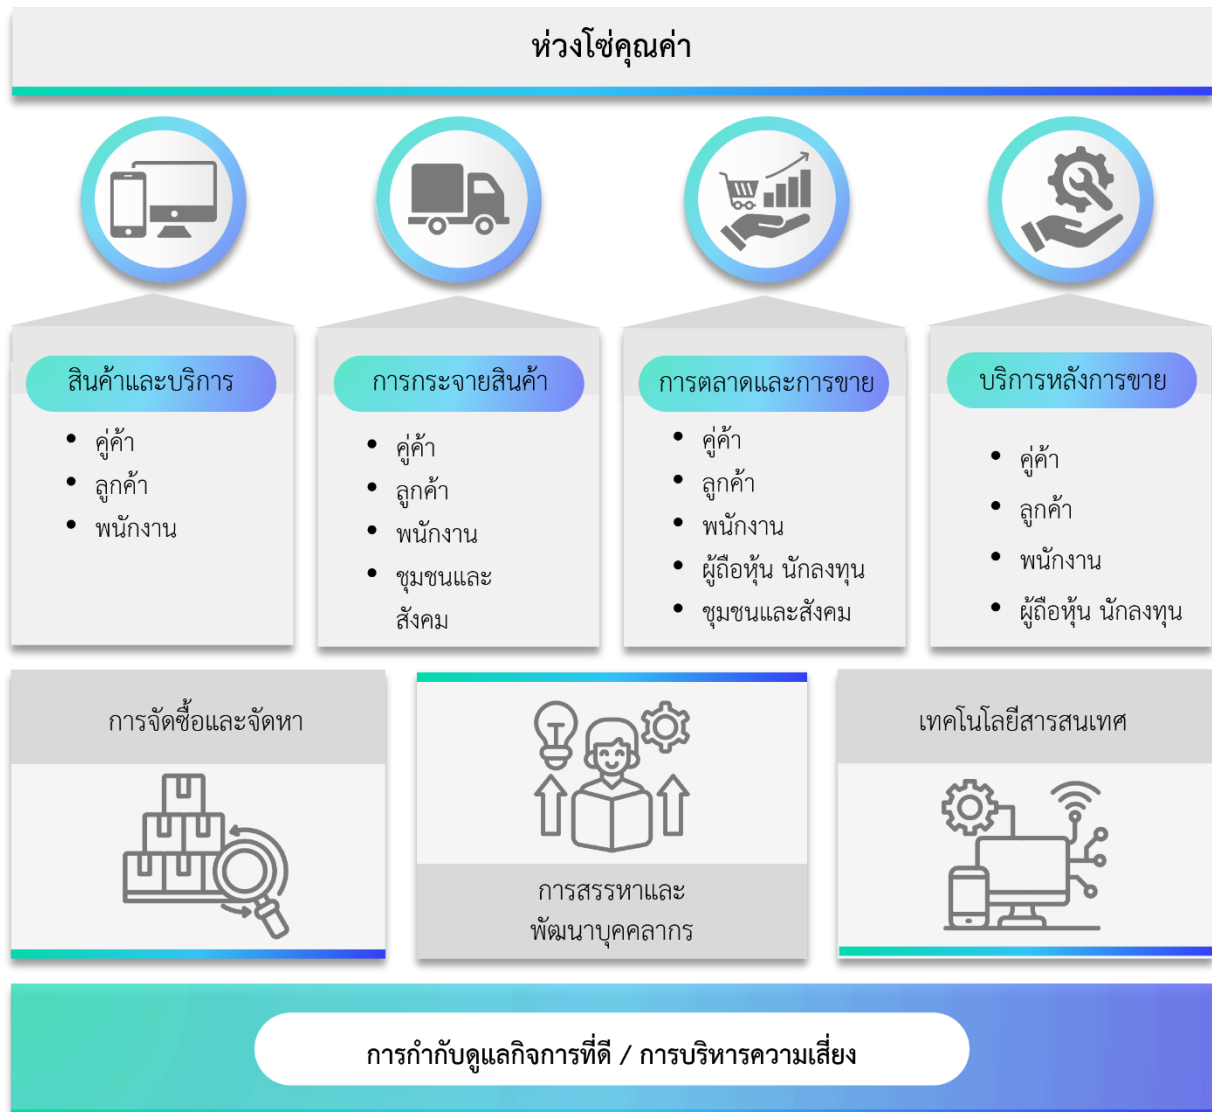 ห่วงโซ่คุณค่า
สินค้าและบริการ
• คู่ค้า
• ลูกค้า
• พนักงาน
การกระจายสินค้า
• คู่ค้า
• ลูกค้า
• พนักงาน
• ชุมชนและ
สังคม
การตลาดและการขาย
• คู่ค้า
• ลูกค้า
• พนักงาน
• ผู้ถือหุ้น นักลงทุน
• ชุมชนและสังคม
บริการหลังการขาย
• คู่ค้า
• ลูกค้า
• พนักงาน
• ผู้ถือหุ้น นักลงทุน
การจัดซื้อและจัดหา
การสรรหาและ
พัฒนาบุคคลากร
เทคโนโลยีสารสนเทศ
การกำกับดูแลกิจการที่ดี / การบริหารความเสี่ยง